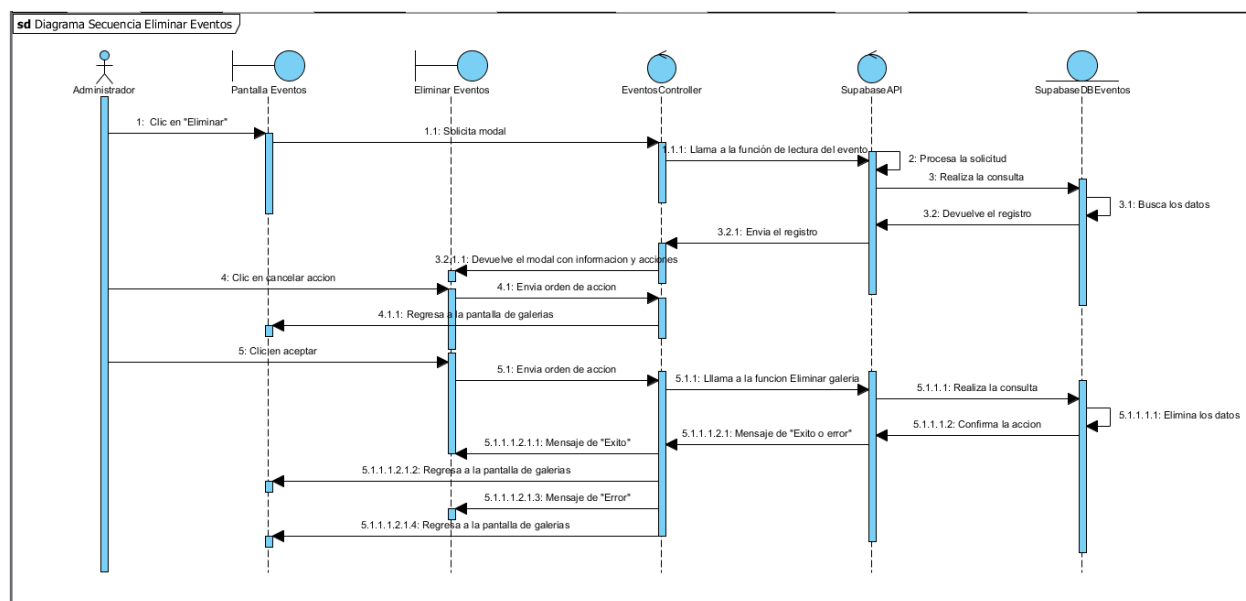 sd Diagrama Secuencia Eliminar Eventos
Administrador
Pantalla Eventos
Eliminar Eventos
EventosController
SupabaseAPI
SupabaseDBEventos
1: Clic en "Eliminar"
1.1: Solicita modal
1.1.1: Llama a la función de lectura del evento
2: Procesa la solicitud
3: Realiza la consulta
3.1: Busca los datos
3.2: Devuelve el registro
3.2.1: Envia el registro
3.2.1.1: Devuelve el modal con informacion y acciones
4: Clic en cancelar accion
4.1: Envia orden de accion
4.1.1: Regresa a la pantalla de galerias
5: Clic en aceptar
5.1: Envia orden de accion
5.1.1: Lllama a la funcion Eliminar galeria
5.1.1.1: Realiza la consulta
5.1.1.1.1: Elimina los datos
5.1.1.1.2: Confirma la accion
5.1.1.1.2.1: Mensaje de "Exito o error"
5.1.1.1.2.1.1: Mensaje de "Exito"
5.1.1.1.2.1.2: Regresa a la pantalla de galerias
5.1.1.1.2.1.3: Mensaje de "Error"
5.1.1.1.2.1.4: Regresa a la pantalla de galerias